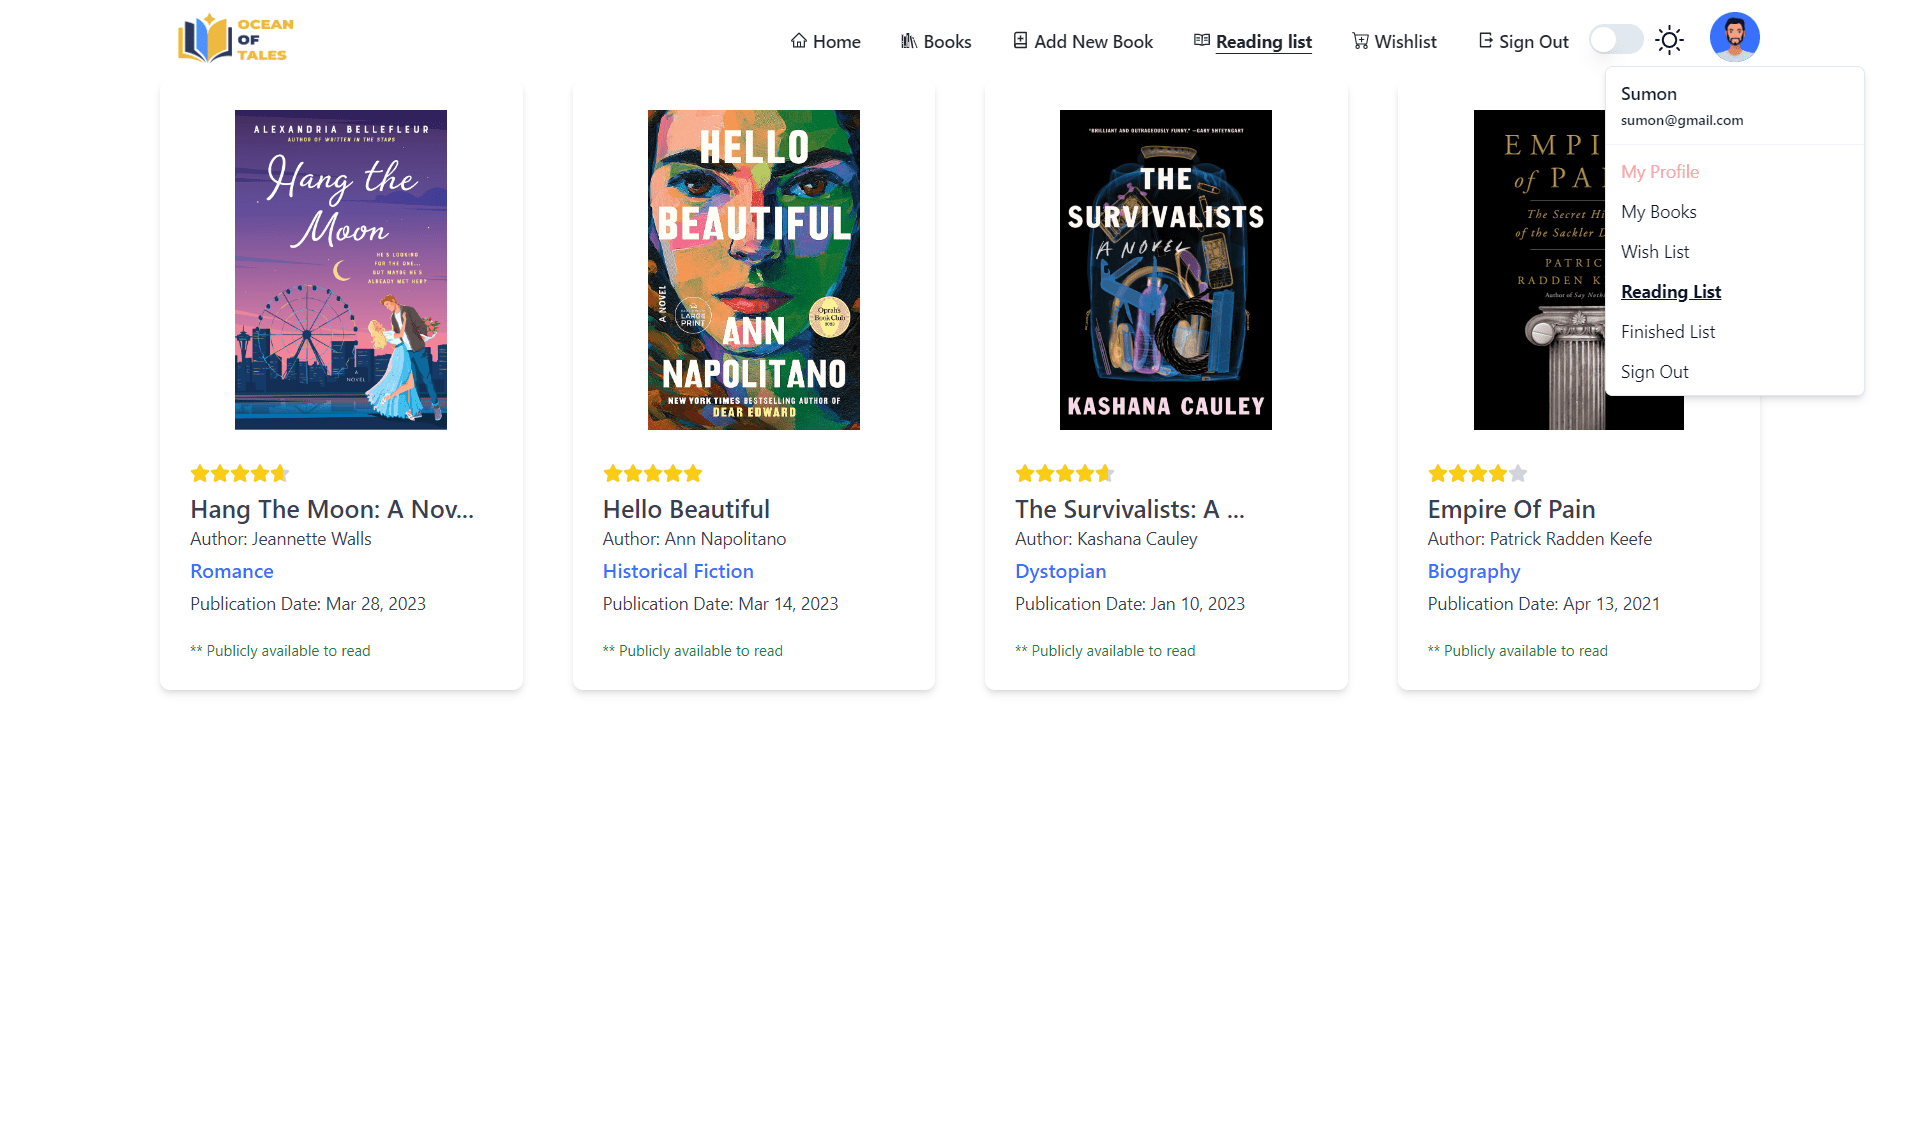 OCEAN
OF
TALES
Home
Books
Add New Book
Reading list
Wishlist
Sign Out
Sumon
sumon@gmail.com
My Profile
My Books
Wish List
Reading List
Finished List
Sign Out
ALEXANDRIA BELLEFLEUR
AUTHOR OF WRITTEN IN THE STARS
Hang the
Moon
HE'S LOOKING
FOR THE ONE...
BUT MAYBE HE'S
ALREADY MET HER?
A
NOVEL
Hang The Moon: A Nov...
Author: Jeannette Walls
Romance
Publication Date: Mar 28, 2023
** Publicly available to read
HELLO
BEAUTIFUL
A NOVEL
LARGE
PRINT
Oprah's
Book Club
2023
ANN
NAPOLITANO
NEW YORK TIMES BESTSELLING AUTHOR OF
DEAR EDWARD
Hello Beautiful
Author: Ann Napolitano
Historical Fiction
Publication Date: Mar 14, 2023
** Publicly available to read
"BRILLIANT AND OUTRAGEOUSLY FUNNY." —GARY SHTEYNGART
THE
SURVIVALISTS
A NOVEL
KASHANA CAULEY
The Survivalists: A ...
Author: Kashana Cauley
Dystopian
Publication Date: Jan 10, 2023
** Publicly available to read
EMPI
of PA
The Secret Hi
of the Sackler D
PATRIC
RADDEN K
Author of Say Noth
Empire Of Pain
Author: Patrick Radden Keefe
Biography
Publication Date: Apr 13, 2021
** Publicly available to read